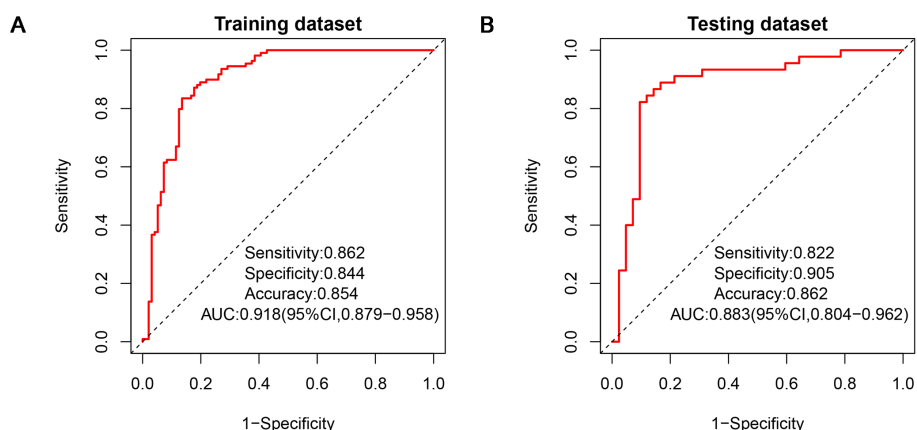 A
Training dataset
Sensitivity
1.0
0.8
0.6
0.4
0.2
0.0
Sensitivity:0.862
Specificity:0.844
Accuracy:0.854
AUC:0.918(95%CI,0.879−0.958)
0.0 0.2 0.4 0.6 0.8 1.0
1−Specificity
B
Testing dataset
Sensitivity
1.0
0.8
0.6
0.4
0.2
0.0
Sensitivity:0.822
Specificity:0.905
Accuracy:0.862
AUC:0.883(95%CI,0.804−0.962)
0.0 0.2 0.4 0.6 0.8 1.0
1−Specificity